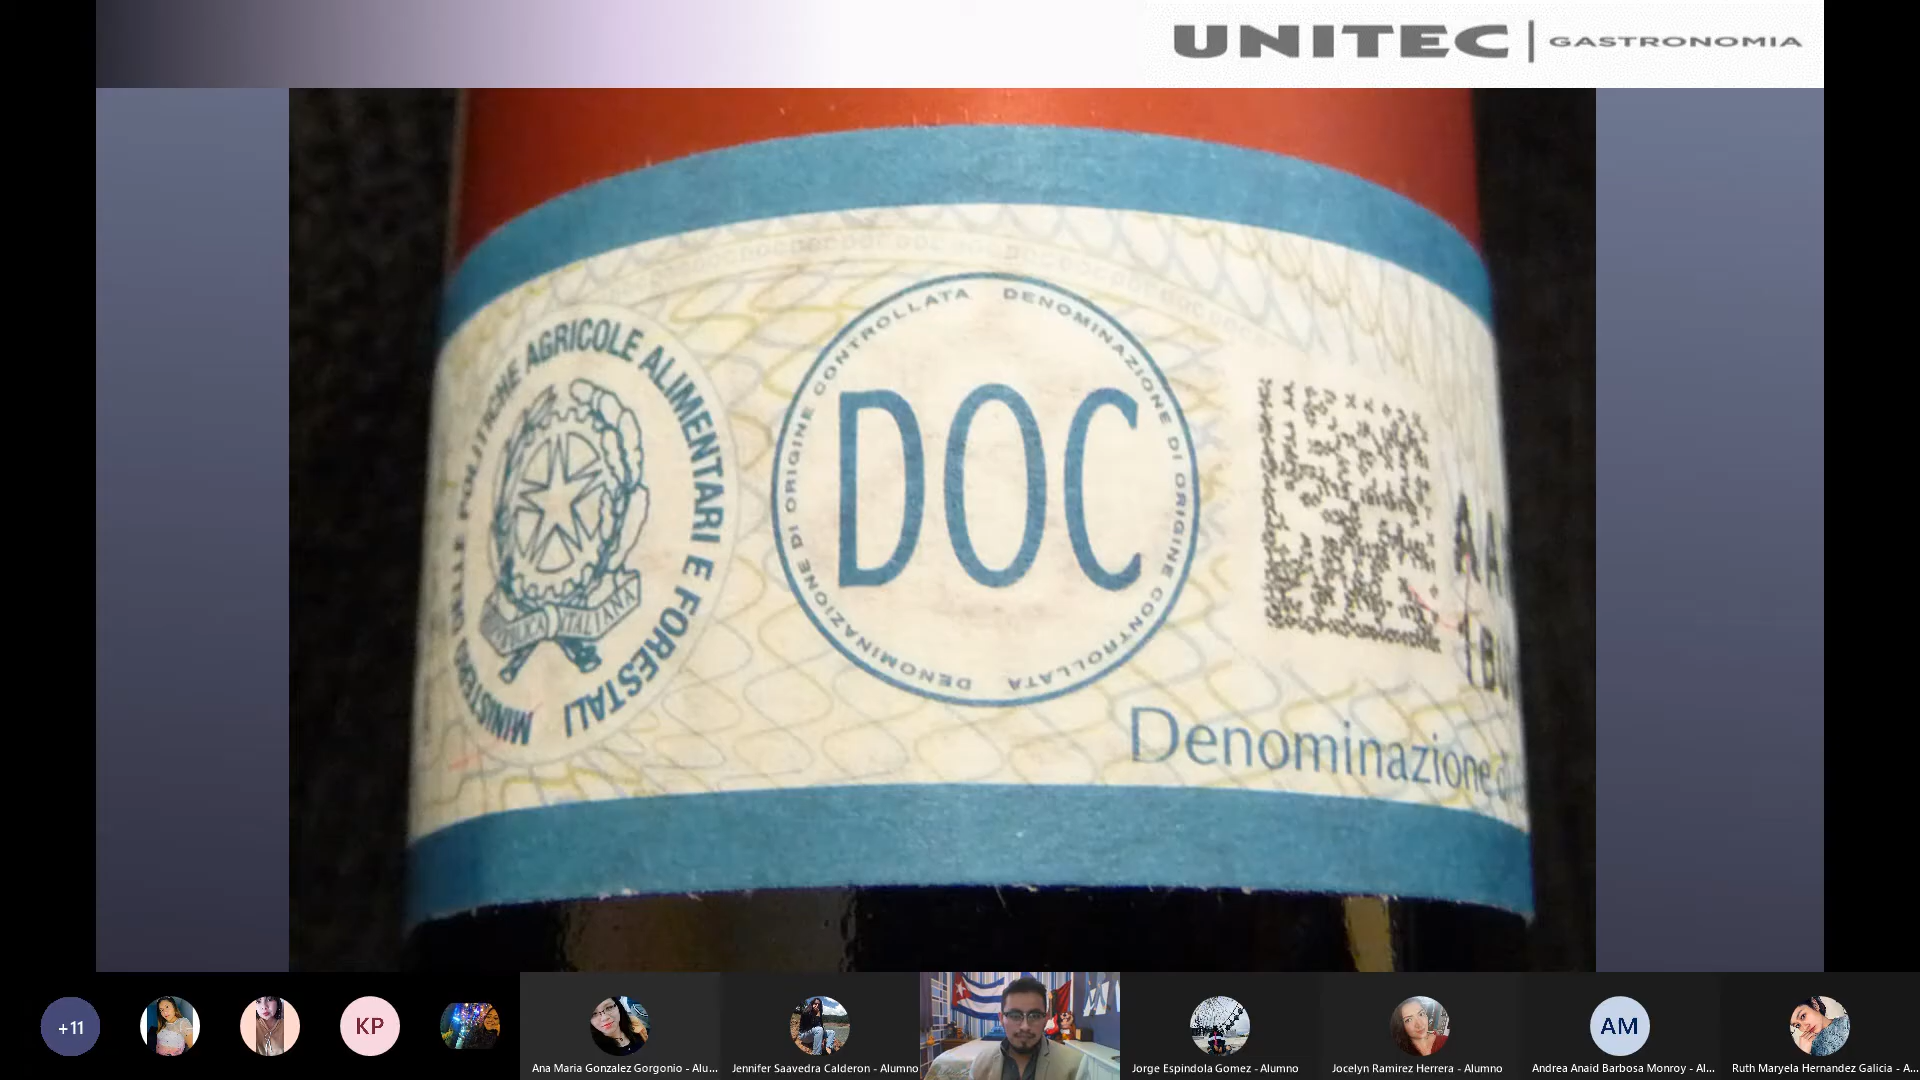 UNITEC | GASTRONOMIA
MINISTERO DELLE POLITICHE AGRICOLE ALIMENTARI E FORESTALI
REPUBBLICA ITALIANA
DENOMINAZIONE DI ORIGINE CONTROLLATA
DENOMINAZIONE DI ORIGINE CONTROLLATA
DOC
Denominazione
+11
KP
Ana Maria Gonzalez Gorgonio - Alu...
Jennifer Saavedra Calderon - Alumno
Jorge Espindola Gomez - Alumno
Jocelyn Ramirez Herrera - Alumno
AM
Andrea Anaid Barbosa Monroy - Al...
Ruth Maryela Hernandez Galicia - A...